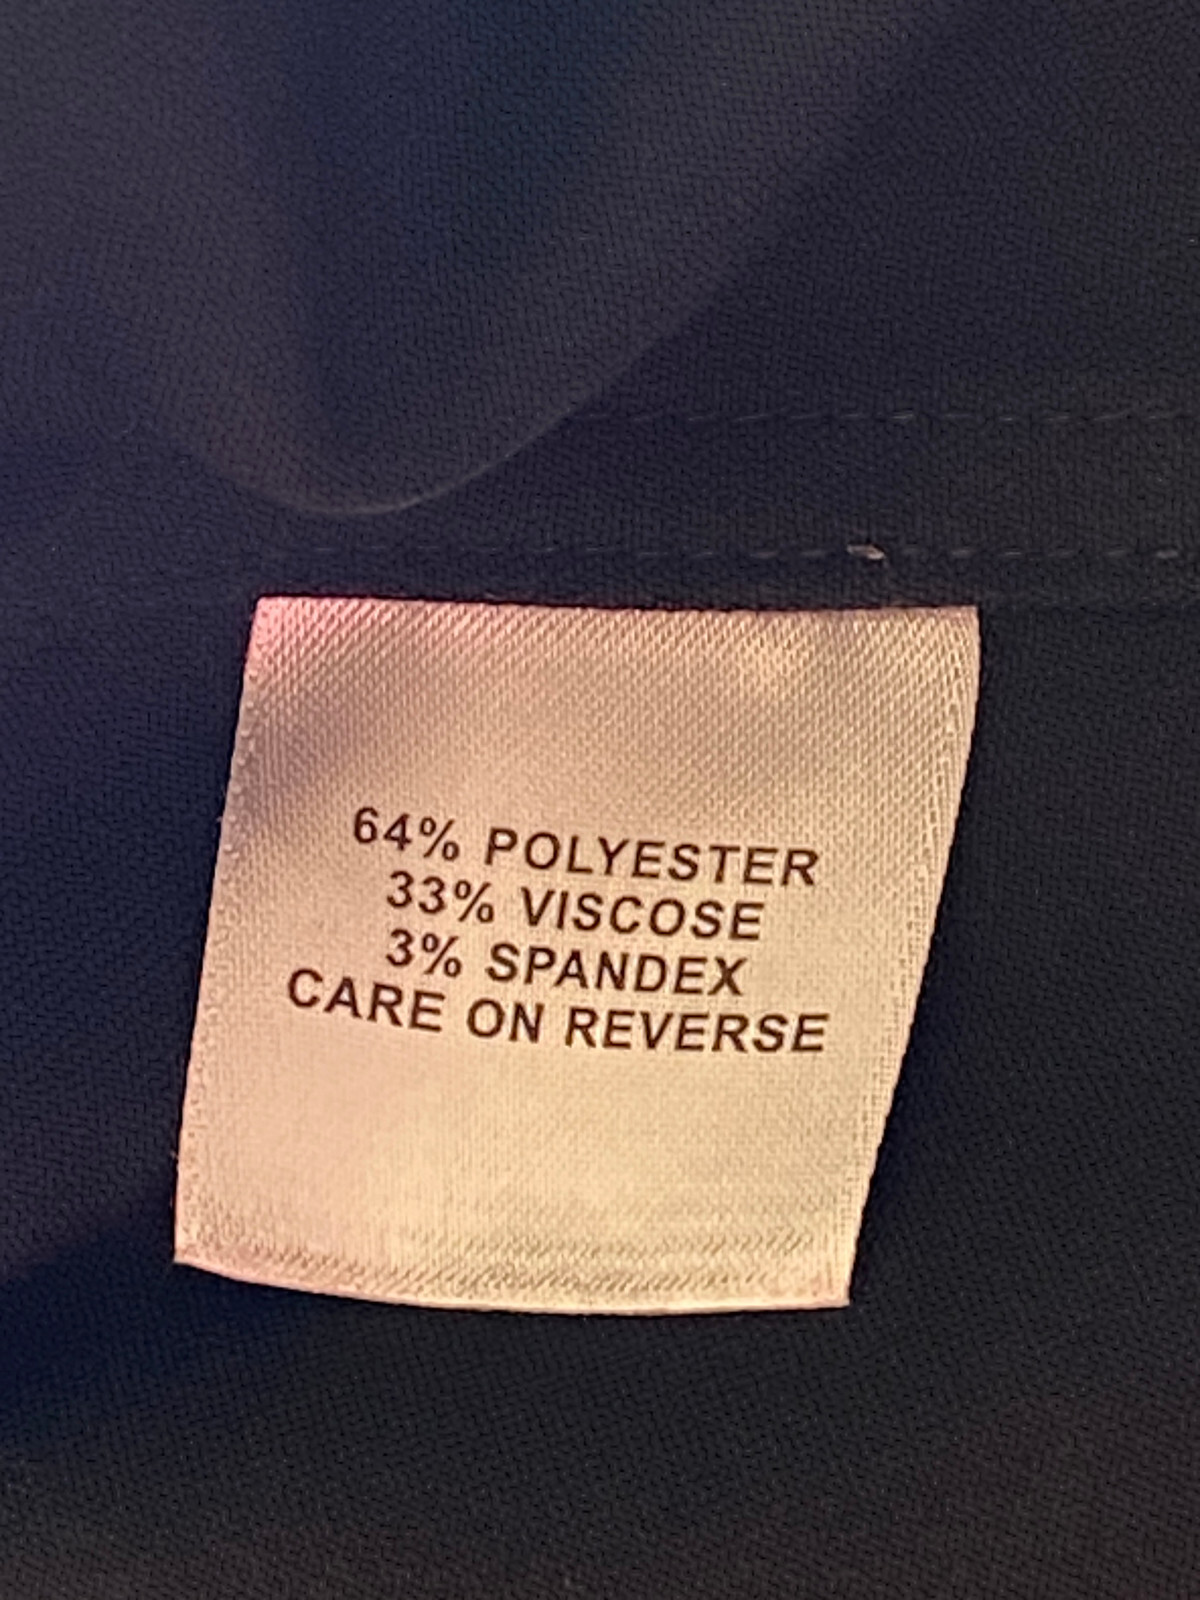 64% POLYESTER
33% VISCOSE
3% SPANDEX
CARE ON REVERSE